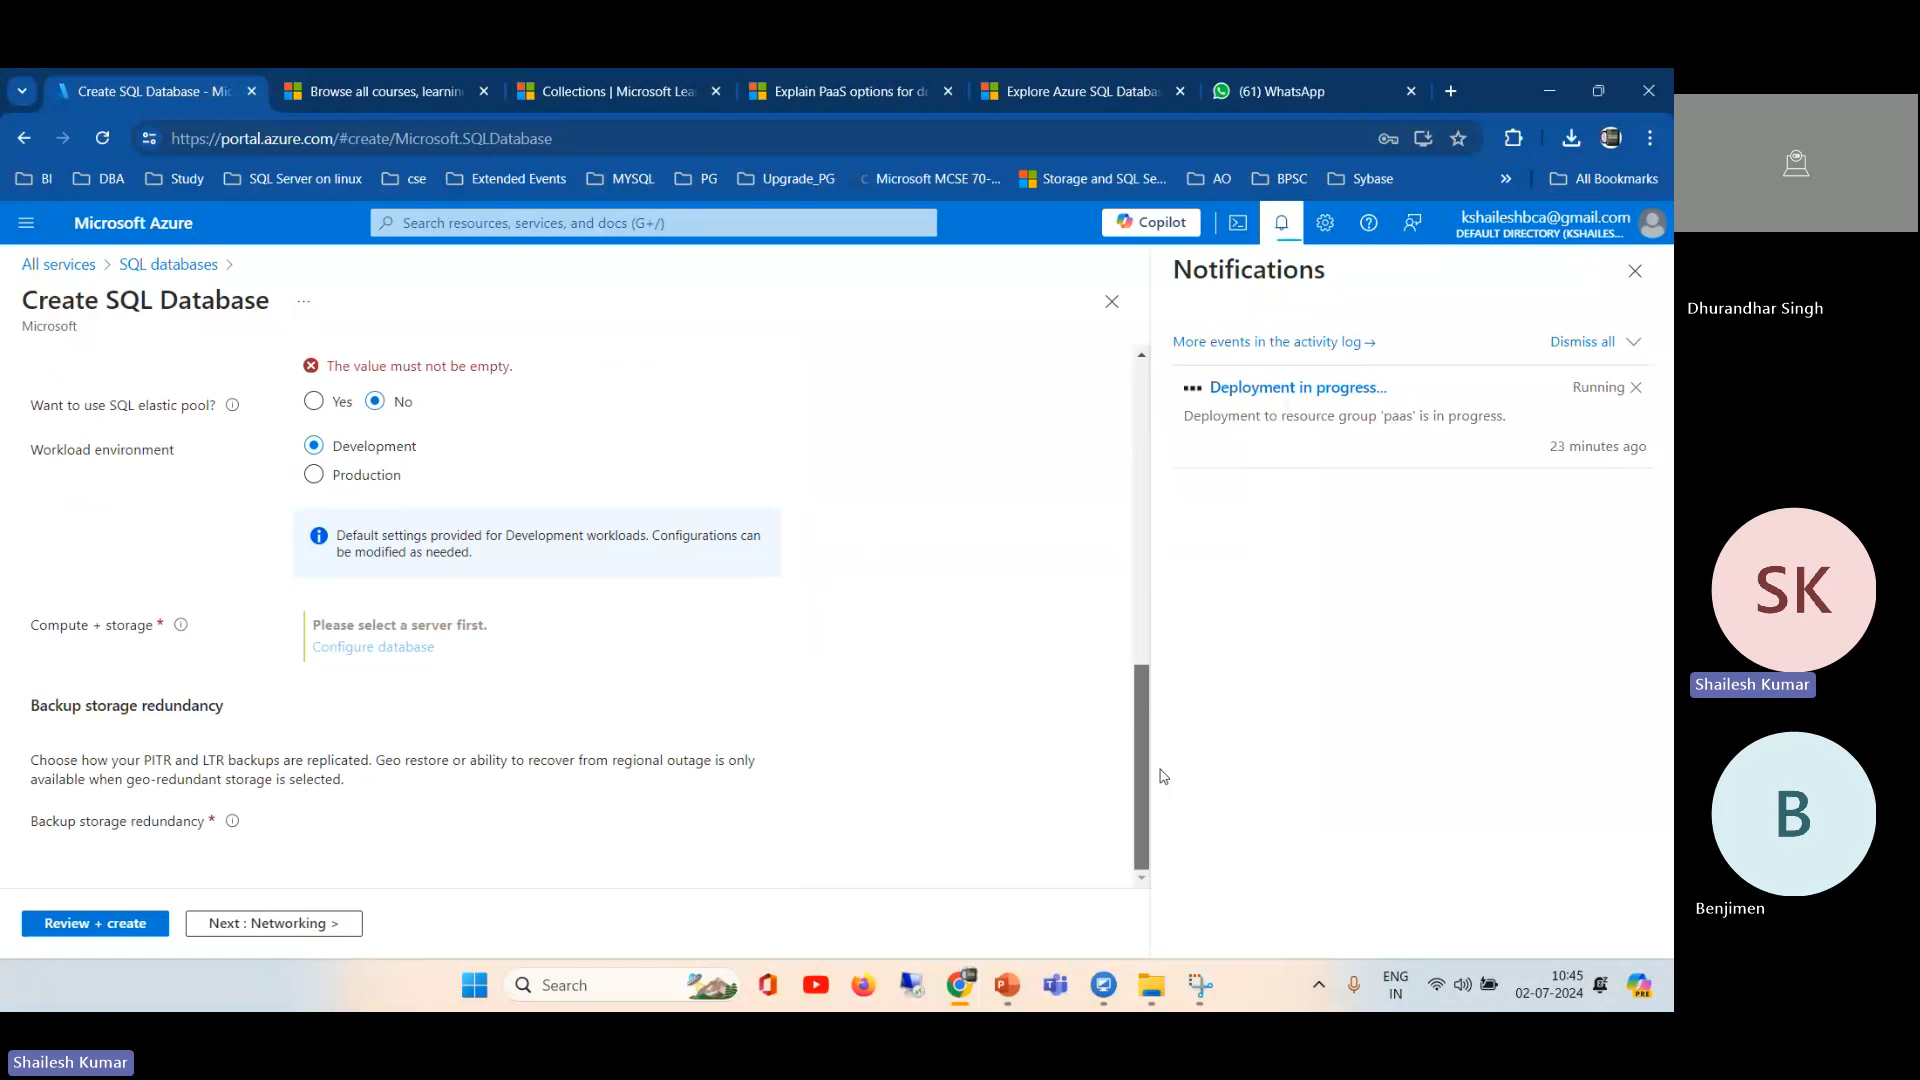 Create SQL Database - Mic
Browse all courses, learning
Collections | Microsoft Lea
Explain PaaS options for de
Explore Azure SQL Databas
(61) WhatsApp
https://portal.azure.com/#create/Microsoft.SQLDatabase
BI
DBA
Study
SQL Server on linux
cse
Extended Events
MYSQL
PG
Upgrade_PG
Microsoft MCSE 70-...
Storage and SQL Se...
AO
BPSC
Sybase
»
All Bookmarks
Microsoft Azure
Search resources, services, and docs (G+/)
Copilot
kshaileshbca@gmail.com
DEFAULT DIRECTORY (KSHAILES...
All services > SQL databases >
Create SQL Database ...
Microsoft
The value must not be empty.
Want to use SQL elastic pool?
Yes
No
Workload environment
Development
Production
Default settings provided for Development workloads. Configurations can
be modified as needed.
Compute + storage *
Please select a server first.
Configure database
Backup storage redundancy
Choose how your PITR and LTR backups are replicated. Geo restore or ability to recover from regional outage is only
available when geo-redundant storage is selected.
Backup storage redundancy *
Review + create
Next : Networking >
Notifications
More events in the activity log →
Dismiss all
Deployment in progress...
Running
Deployment to resource group 'paas' is in progress.
23 minutes ago
Search
ENG
IN
10:45
02-07-2024
PRE
Dhurandhar Singh
SK
Shailesh Kumar
B
Benjimen
Shailesh Kumar